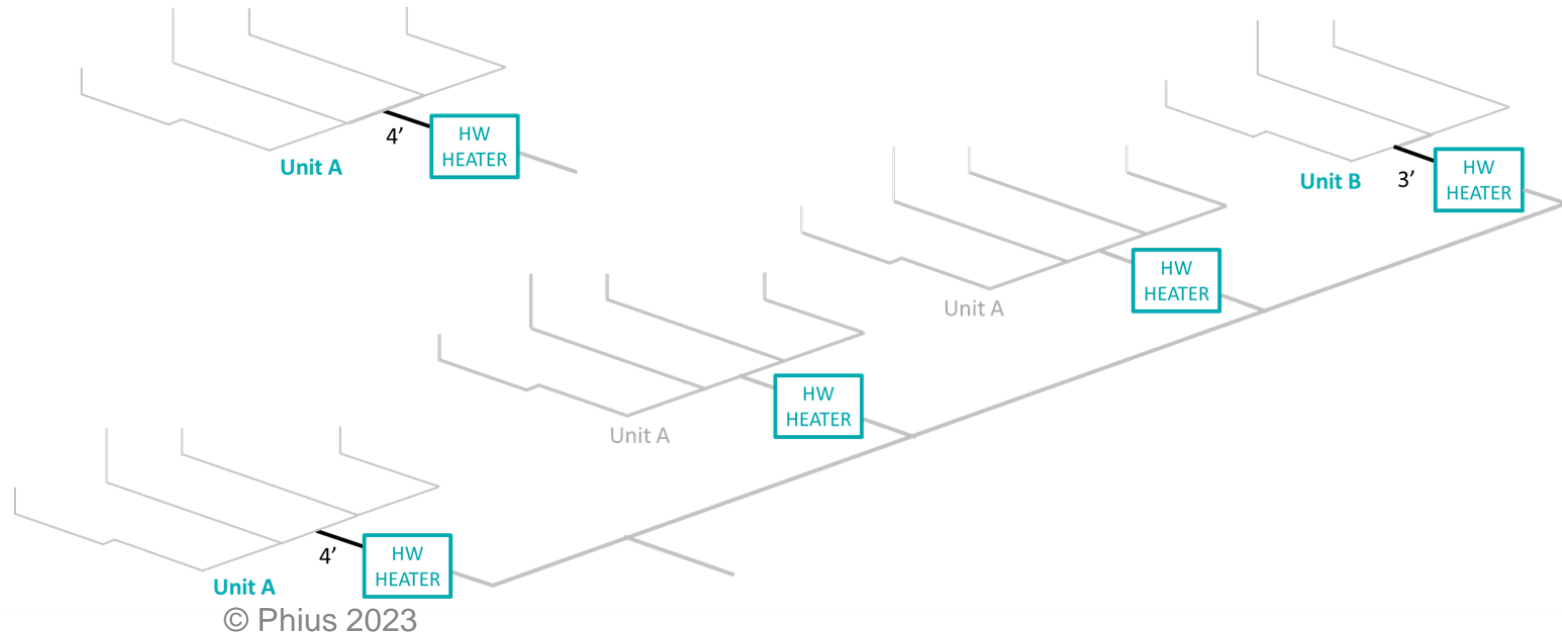 4’
HW
HEATER
Unit A
Unit B
3’
HW
HEATER
HW
HEATER
Unit A
HW
HEATER
Unit A
4’
HW
HEATER
Unit A
© Phius 2023